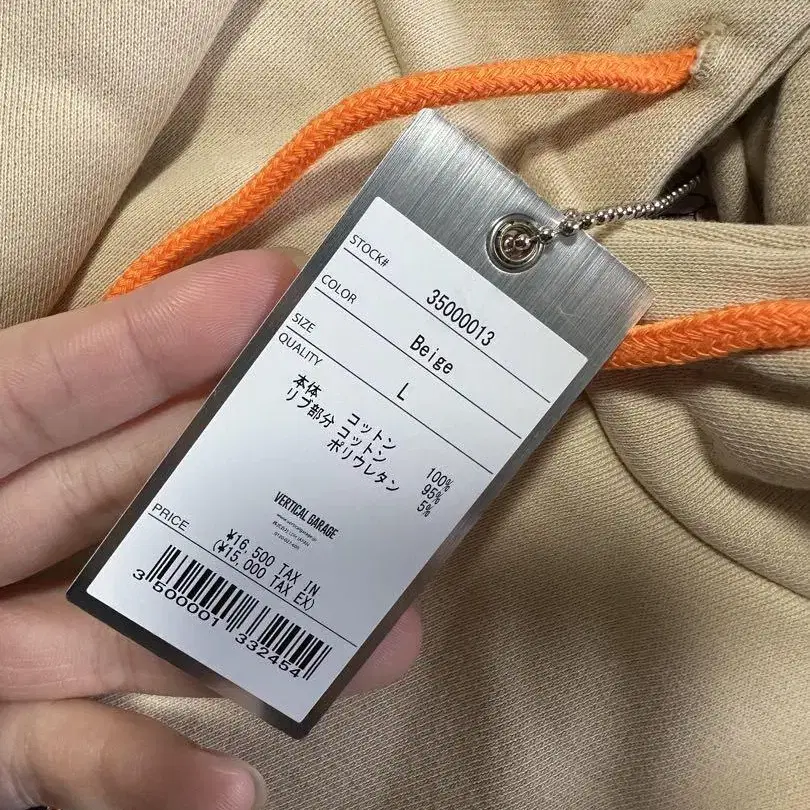 STOCK# 35000013
COLOR Beige
SIZE L
QUALITY
本体 コットン 100%
リブ部分 コットン 95%
ポリウレタン 5%
VERTICAL GARAGE
PRICE
¥16,500 TAX IN
(¥15,000 TAX EX)
3 500001 332454